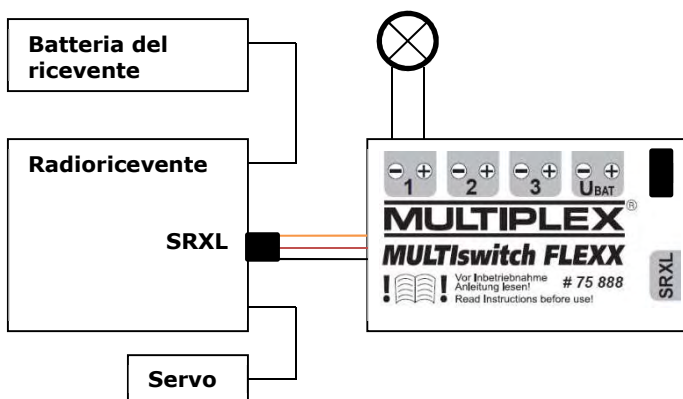 Batteria del
ricevente
Radioricevente
SRXL
Servo
- + - + - + - +
1 2 3 UBAT
MULTIPLEX®
MULTIswitch FLEXX
! ! Vor Inbetriebnahme
Anleitung lesen!
Read Instructions before use!
# 75 888
SRXL